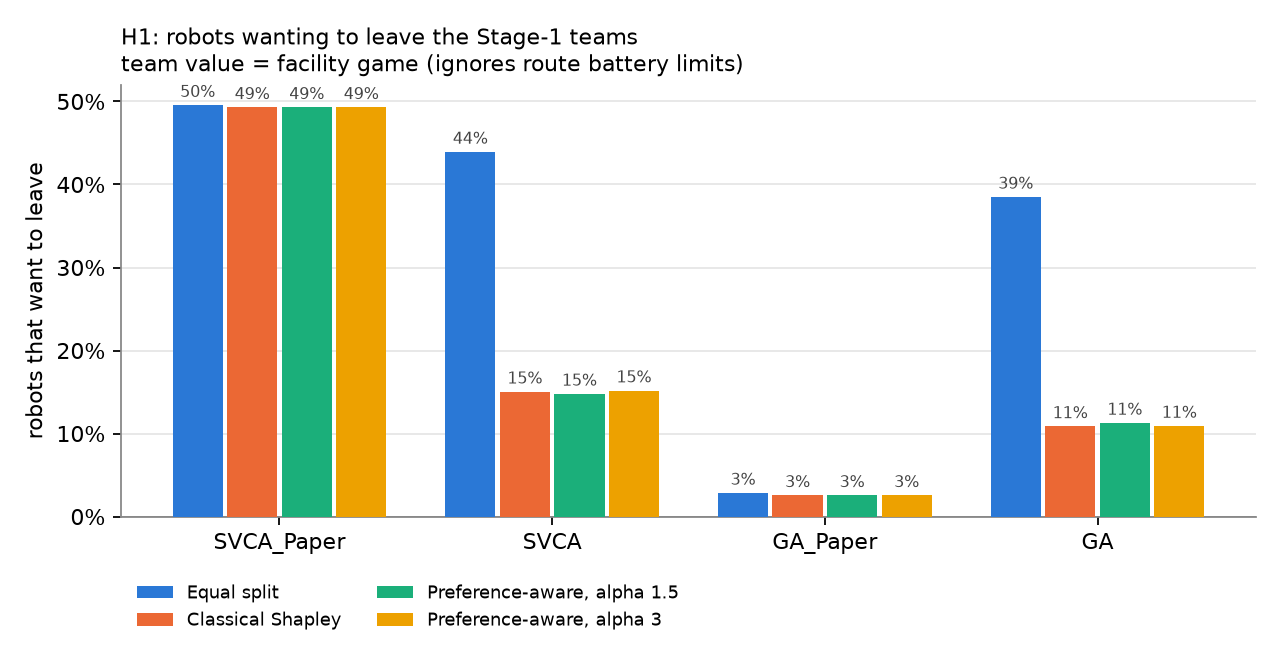 H1: robots wanting to leave the Stage-1 teams
team value = facility game (ignores route battery limits)
robots that want to leave
50%
40%
30%
20%
10%
0%
50%
49%
49%
49%
44%
15%
15%
15%
3%
3%
3%
3%
39%
11%
11%
11%
SVCA_Paper
SVCA
GA_Paper
GA
Equal split
Classical Shapley
Preference-aware, alpha 1.5
Preference-aware, alpha 3